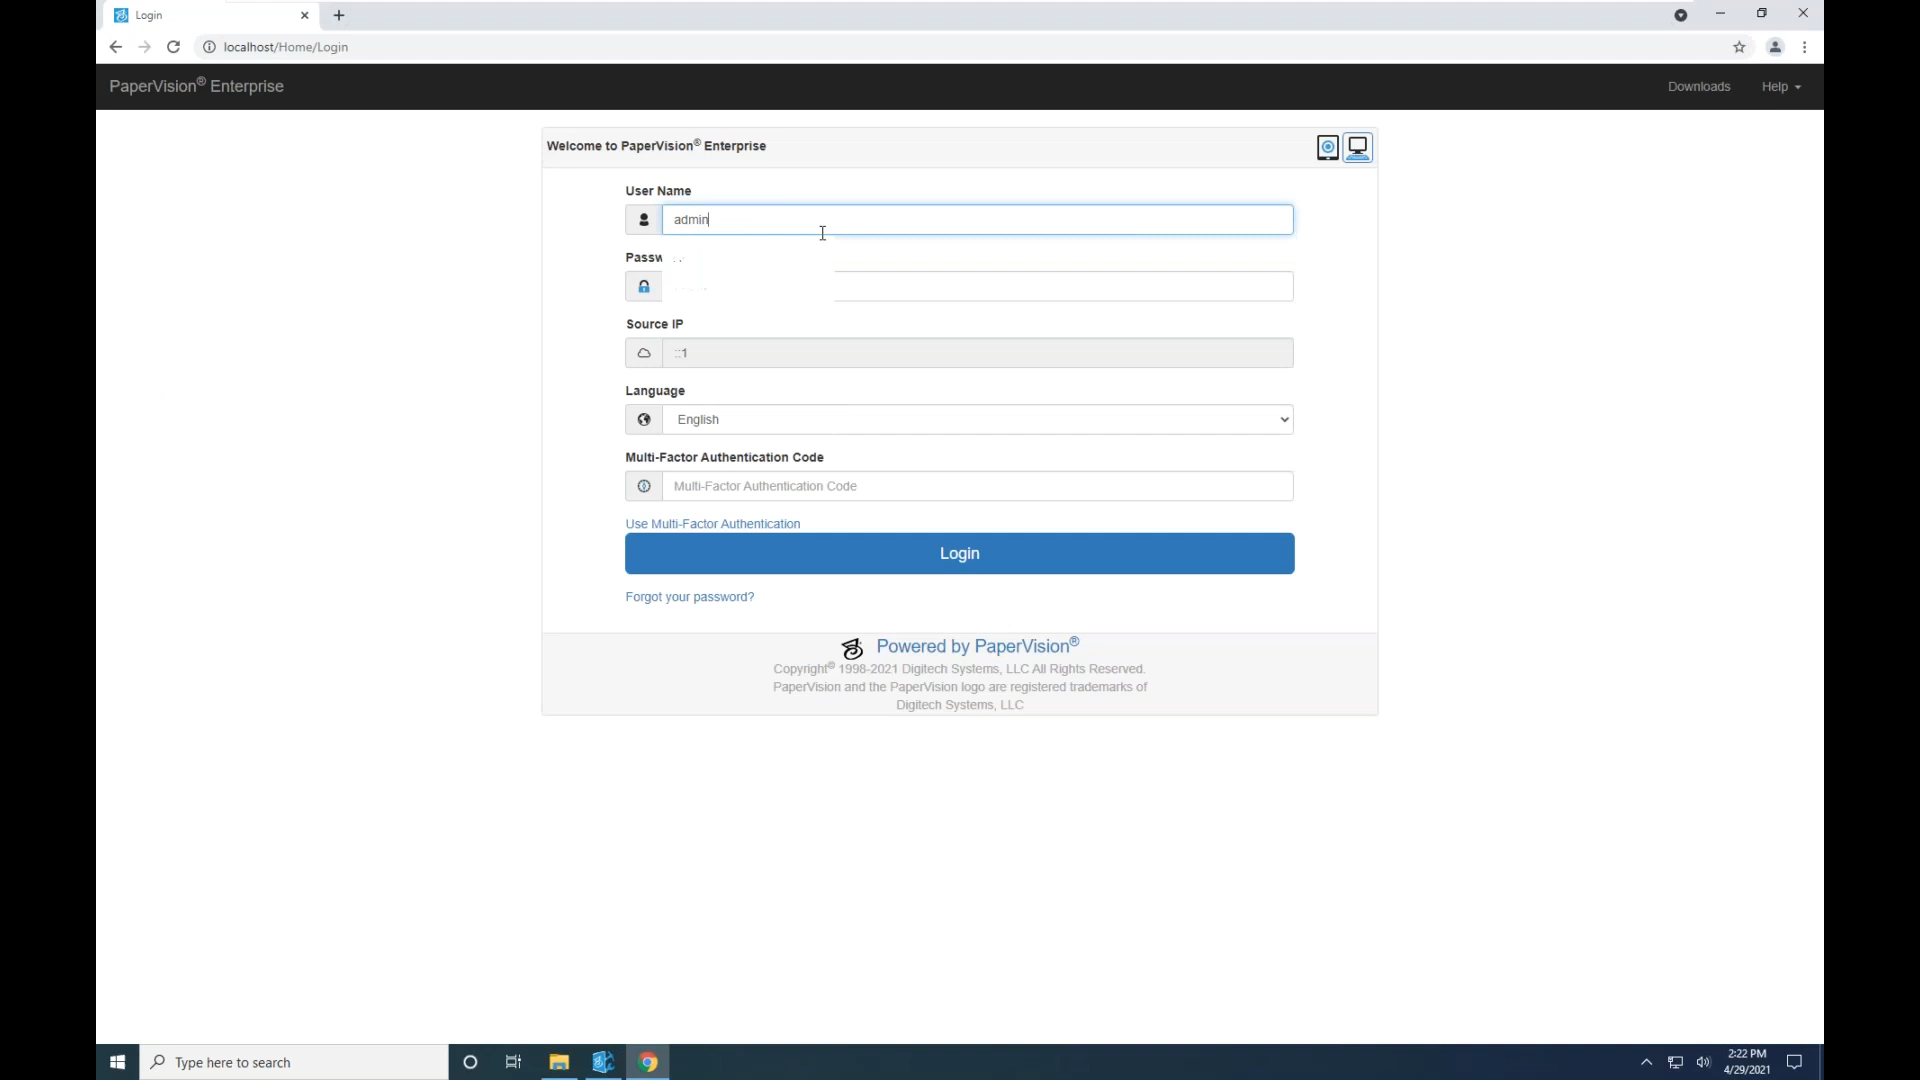 Login
localhost/Home/Login
PaperVision® Enterprise
Downloads
Help
Welcome to PaperVision® Enterprise
User Name
admin
Passw
Source IP
::1
Language
English
Multi-Factor Authentication Code
Multi-Factor Authentication Code
Use Multi-Factor Authentication
Login
Forgot your password?
Powered by PaperVision®
Copyright® 1998-2021 Digitech Systems, LLC All Rights Reserved.
PaperVision and the PaperVision logo are registered trademarks of
Digitech Systems, LLC
Type here to search
2:22 PM
4/29/2021